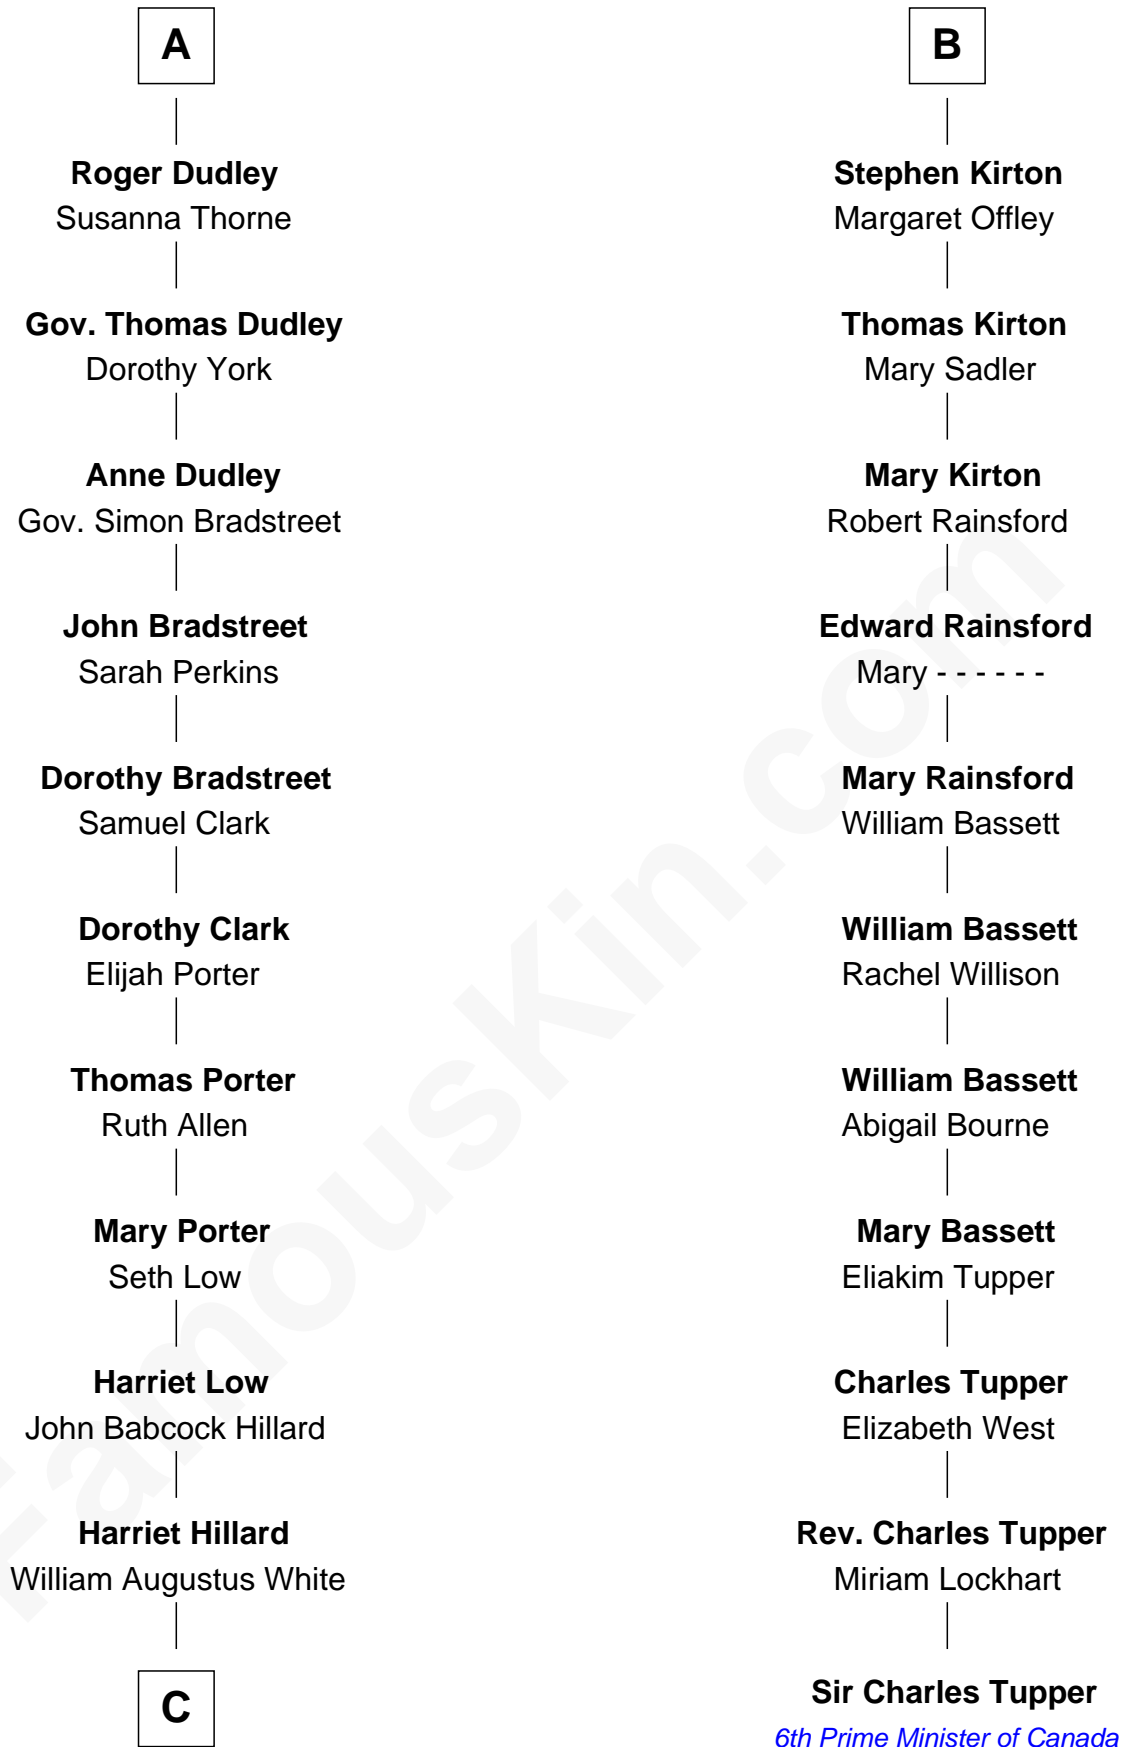 A
Roger Dudley
Susanna Thorne
Gov. Thomas Dudley
Dorothy York
Anne Dudley
Gov. Simon Bradstreet
John Bradstreet
Sarah Perkins
Dorothy Bradstreet
Samuel Clark
Dorothy Clark
Elijah Porter
Thomas Porter
Ruth Allen
Mary Porter
Seth Low
Harriet Low
John Babcock Hillard
Harriet Hillard
William Augustus White
C
B
Stephen Kirton
Margaret Offley
Thomas Kirton
Mary Sadler
Mary Kirton
Robert Rainsford
Edward Rainsford
Mary - - - - - -
Mary Rainsford
William Bassett
William Bassett
Rachel Willison
William Bassett
Abigail Bourne
Mary Bassett
Eliakim Tupper
Charles Tupper
Elizabeth West
Rev. Charles Tupper
Miriam Lockhart
Sir Charles Tupper
6th Prime Minister of Canada
FamousKin.com